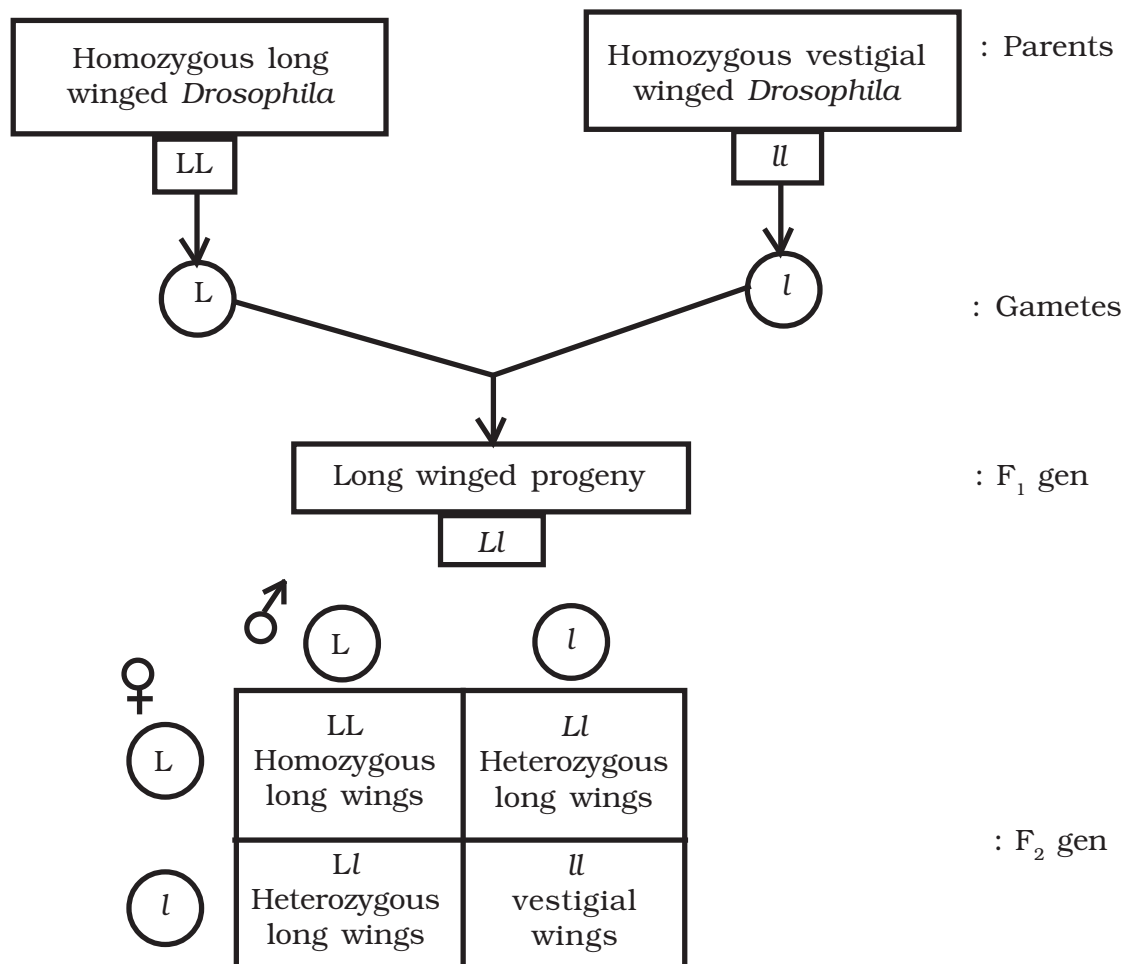 Homozygous long
winged Drosophila
Homozygous vestigial
winged Drosophila
: Parents
LL
ll
L
l
: Gametes
Long winged progeny
: F₁ gen
Ll
♂
L
l
♀
L
LL
Homozygous
long wings
Ll
Heterozygous
long wings
: F₂ gen
l
Ll
Heterozygous
long wings
ll
vestigial
wings